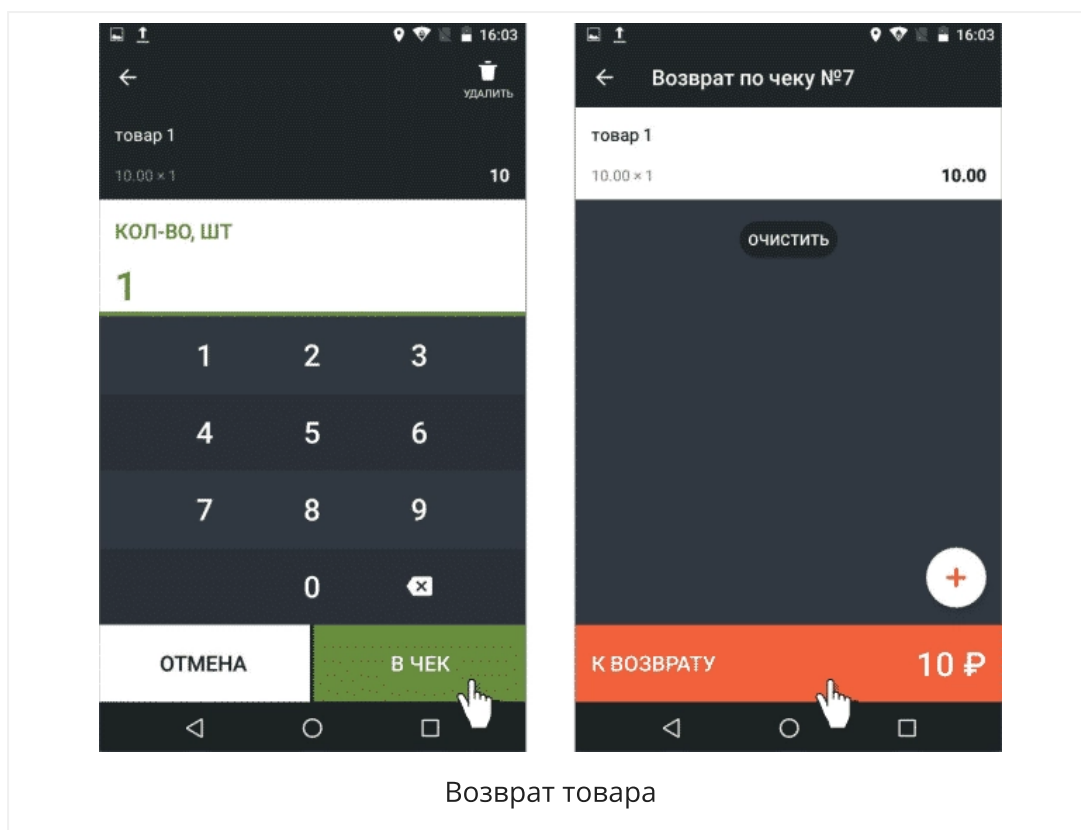 16:03
УДАЛИТЬ
товар 1
10.00 × 1 10
КОЛ-ВО, ШТ
1
1 2 3
4 5 6
7 8 9
0
ОТМЕНА В ЧЕК
16:03
Возврат по чеку №7
товар 1
10.00 × 1 10.00
ОЧИСТИТЬ
+
К ВОЗВРАТУ 10 ₽
Возврат товара